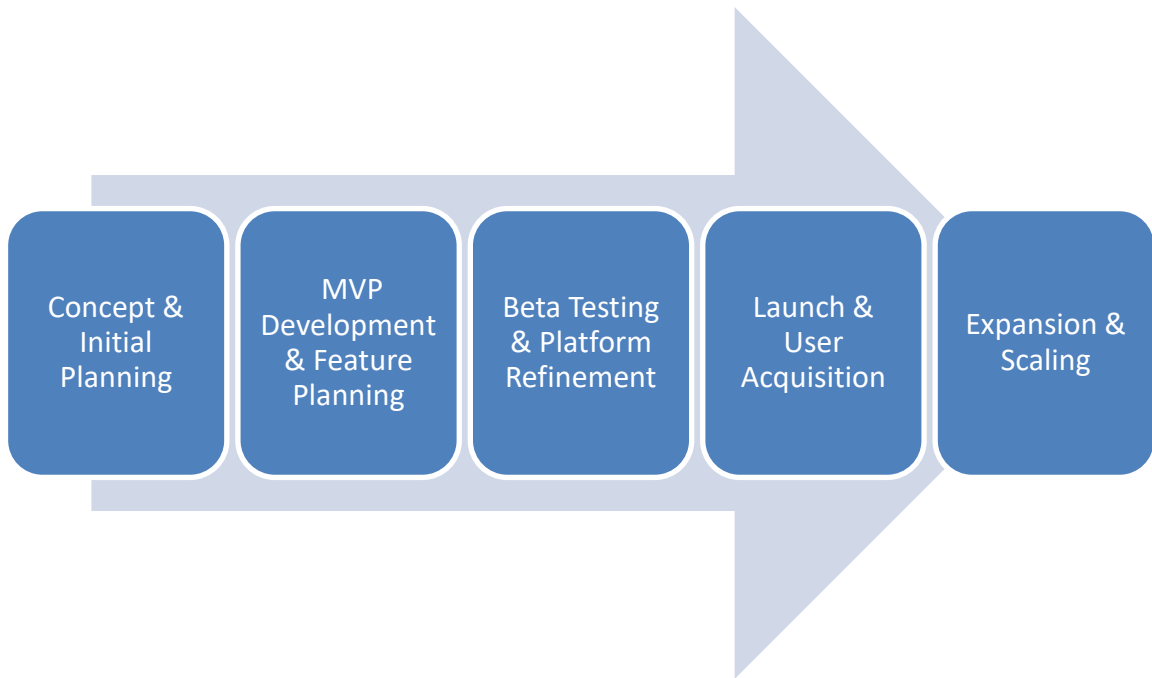 Concept &
Initial
Planning
MVP
Development
& Feature
Planning
Beta Testing
& Platform
Refinement
Launch &
User
Acquisition
Expansion &
Scaling